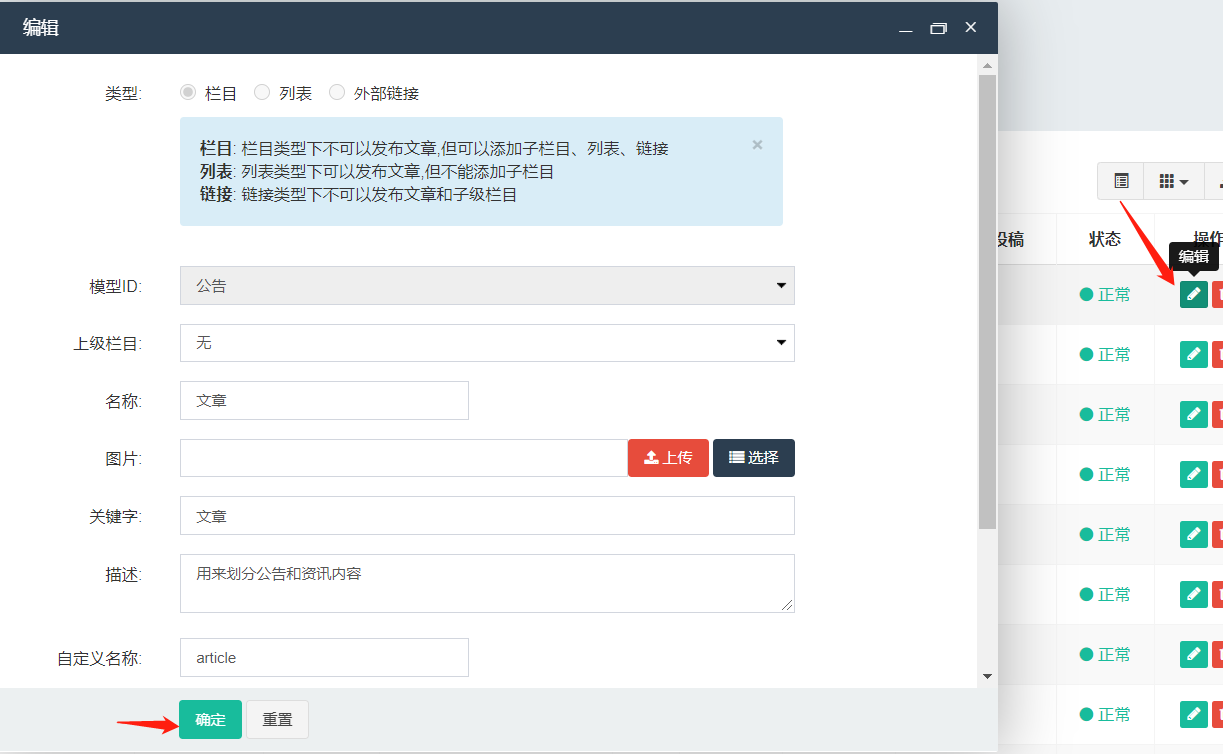 编辑
类型: 栏目 列表 外部链接
栏目: 栏目类型下不可以发布文章,但可以添加子栏目、列表、链接
列表: 列表类型下可以发布文章,但不能添加子栏目
链接: 链接类型下不可以发布文章和子级栏目
模型ID: 公告
上级栏目: 无
名称: 文章
图片: 上传 选择
关键字: 文章
描述: 用来划分公告和资讯内容
自定义名称: article
确定 重置
投稿 状态 操作
编辑
正常
正常
正常
正常
正常
正常
正常
正常